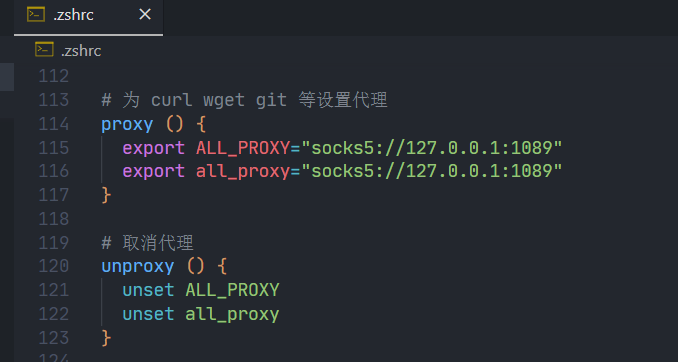 .zshrc
.zshrc
112
113 # 为 curl wget git 等设置代理
114 proxy () {
115 export ALL_PROXY="socks5://127.0.0.1:1089"
116 export all_proxy="socks5://127.0.0.1:1089"
117 }
118
119 # 取消代理
120 unproxy () {
121 unset ALL_PROXY
122 unset all_proxy
123 }
124